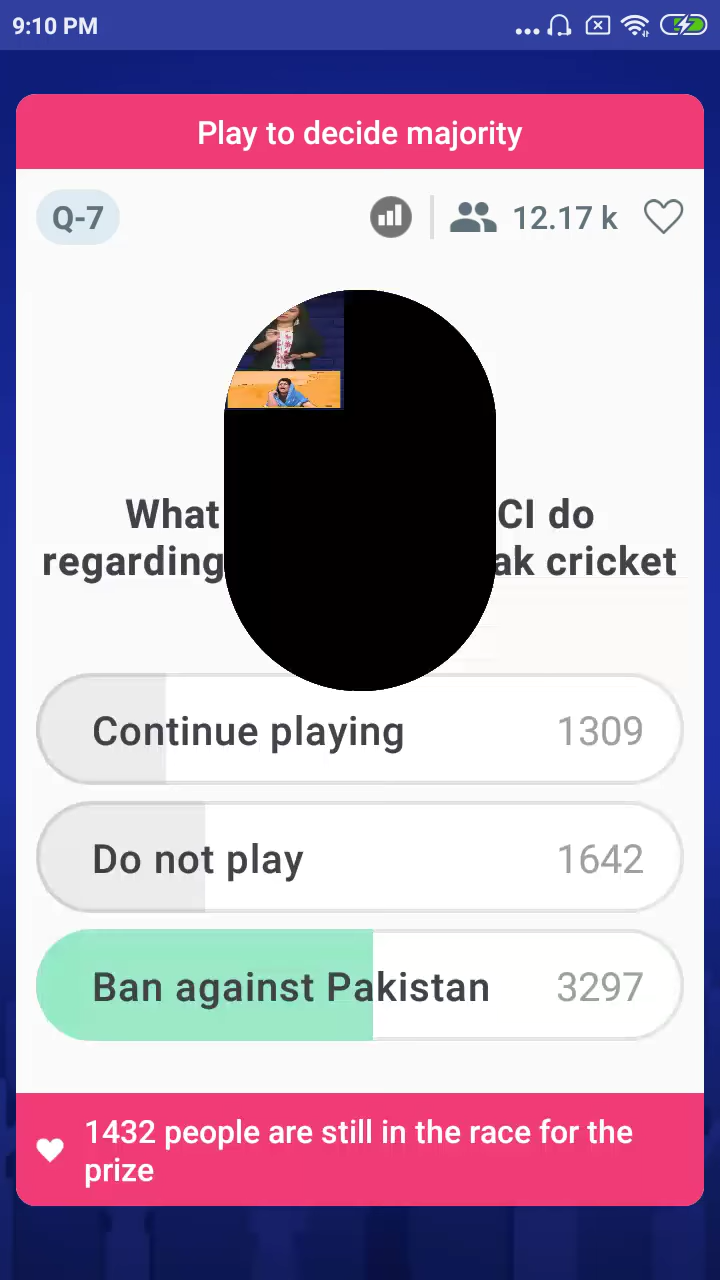 9:10 PM
Play to decide majority
Q-7 12.17 k
What CI do
regarding ak cricket
Continue playing 1309
Do not play 1642
Ban against Pakistan 3297
1432 people are still in the race for the
prize